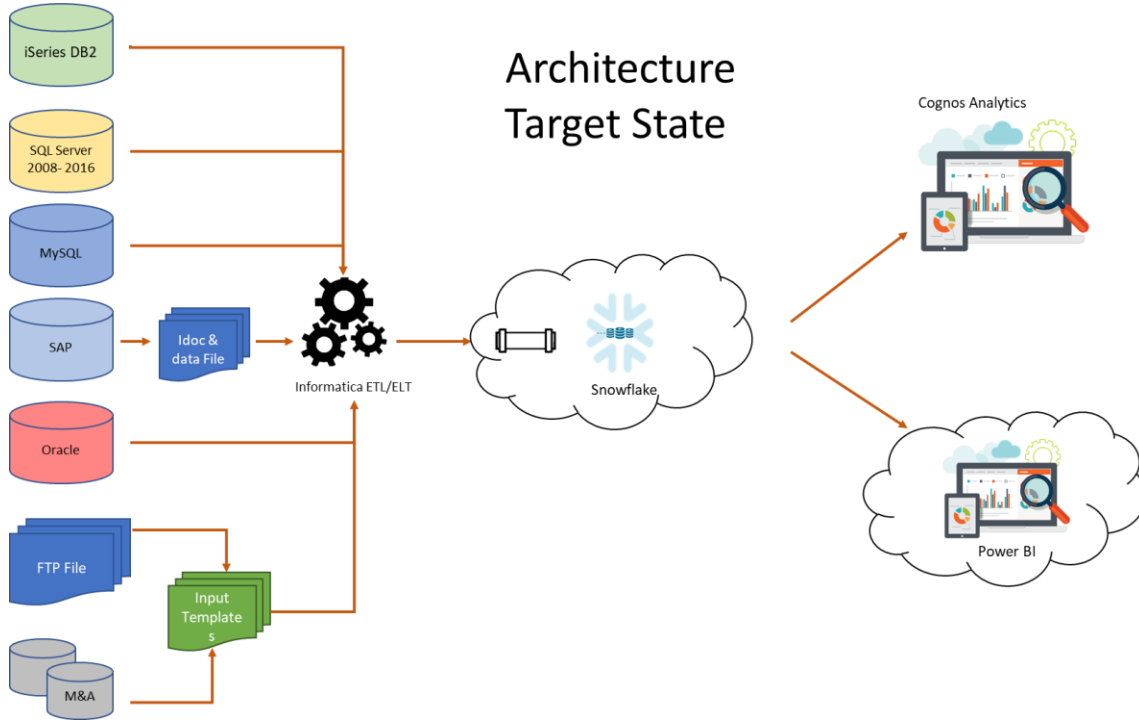 Architecture
Target State
iSeries DB2
SQL Server
2008- 2016
MySQL
SAP
Idoc &
data File
Informatica ETL/ELT
Oracle
FTP File
Input
Template
s
M&A
Snowflake
Cognos Analytics
Power BI